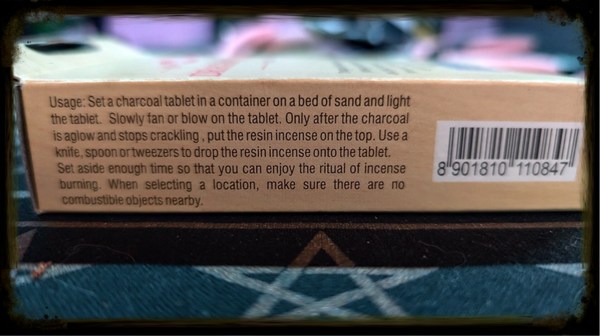 Usage: Set a charcoal tablet in a container on a bed of sand and light
the tablet. Slowly fan or blow on the tablet. Only after the charcoal
is aglow and stops crackling , put the resin incense on the top. Use a
knife, spoon or tweezers to drop the resin incense onto the tablet.
Set aside enough time so that you can enjoy the ritual of incense
burning. When selecting a location, make sure there are no
combustible objects nearby.
8 901810 110847